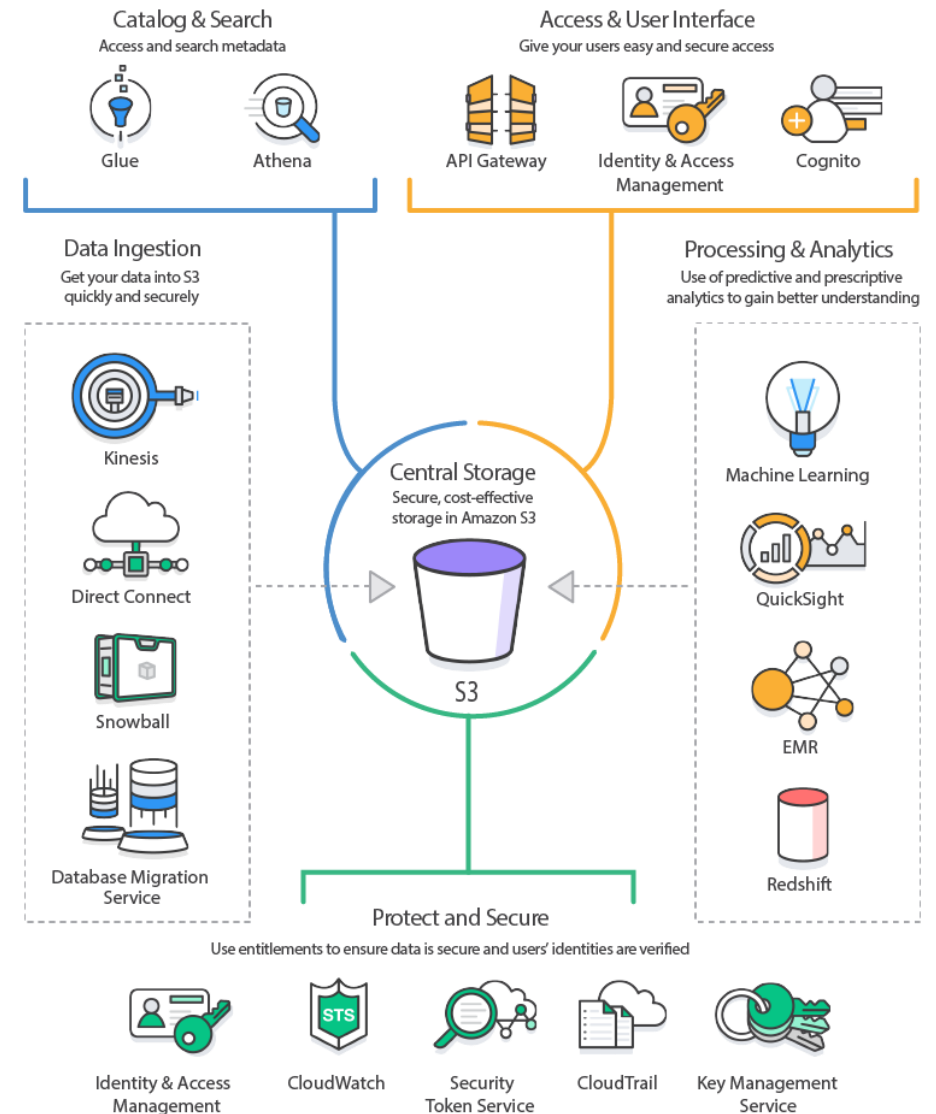 Catalog & Search
Access and search metadata
Glue
Athena
Access & User Interface
Give your users easy and secure access
API Gateway
Identity & Access
Management
Cognito
Data Ingestion
Get your data into S3
quickly and securely
Kinesis
Direct Connect
Snowball
Database Migration
Service
Central Storage
Secure, cost-effective
storage in Amazon S3
S3
Processing & Analytics
Use of predictive and prescriptive
analytics to gain better understanding
Machine Learning
QuickSight
EMR
Redshift
Protect and Secure
Use entitlements to ensure data is secure and users' identities are verified
Identity & Access
Management
STS
CloudWatch
Security
Token Service
CloudTrail
Key Management
Service